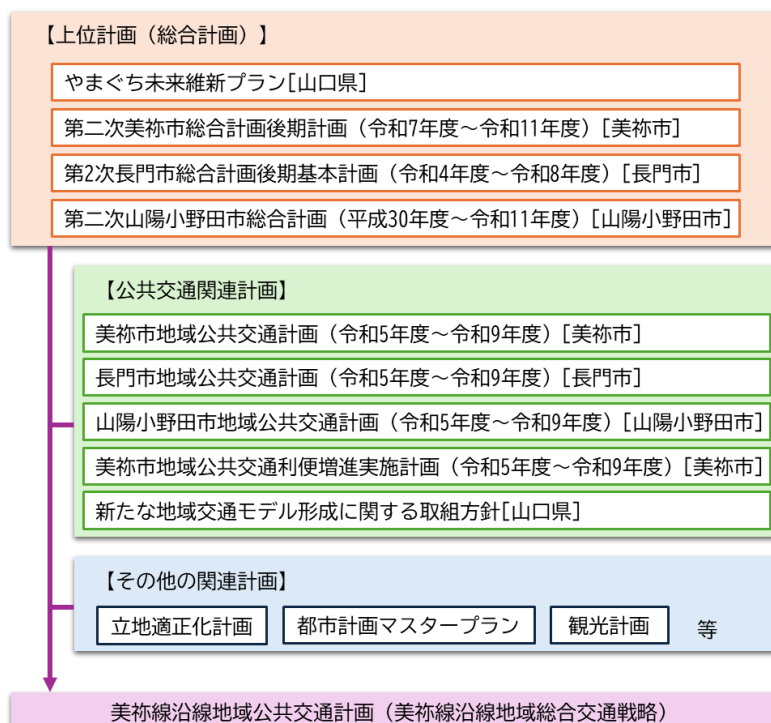 【上位計画（総合計画）】
やまぐち未来維新プラン[山口県]
第二次美祢市総合計画後期計画（令和7年度～令和11年度）[美祢市]
第2次長門市総合計画後期基本計画（令和4年度～令和8年度）[長門市]
第二次山陽小野田市総合計画（平成30年度～令和11年度）[山陽小野田市]
【公共交通関連計画】
美祢市地域公共交通計画（令和5年度～令和9年度）[美祢市]
長門市地域公共交通計画（令和5年度～令和9年度）[長門市]
山陽小野田市地域公共交通計画（令和5年度～令和9年度）[山陽小野田市]
美祢市地域公共交通利便増進実施計画（令和5年度～令和9年度）[美祢市]
新たな地域交通モデル形成に関する取組方針[山口県]
【その他の関連計画】
立地適正化計画 都市計画マスタープラン 観光計画 等
美祢線沿線地域公共交通計画（美祢線沿線地域総合交通戦略）